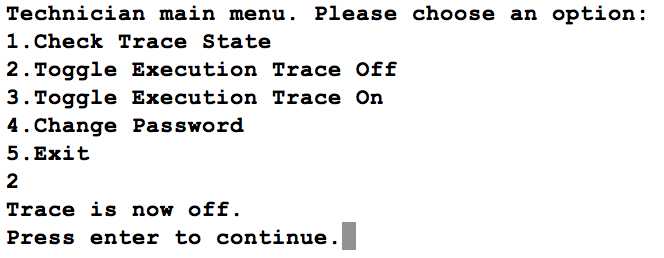 Technician main menu. Please choose an option:
1.Check Trace State
2.Toggle Execution Trace Off
3.Toggle Execution Trace On
4.Change Password
5.Exit
2
Trace is now off.
Press enter to continue.